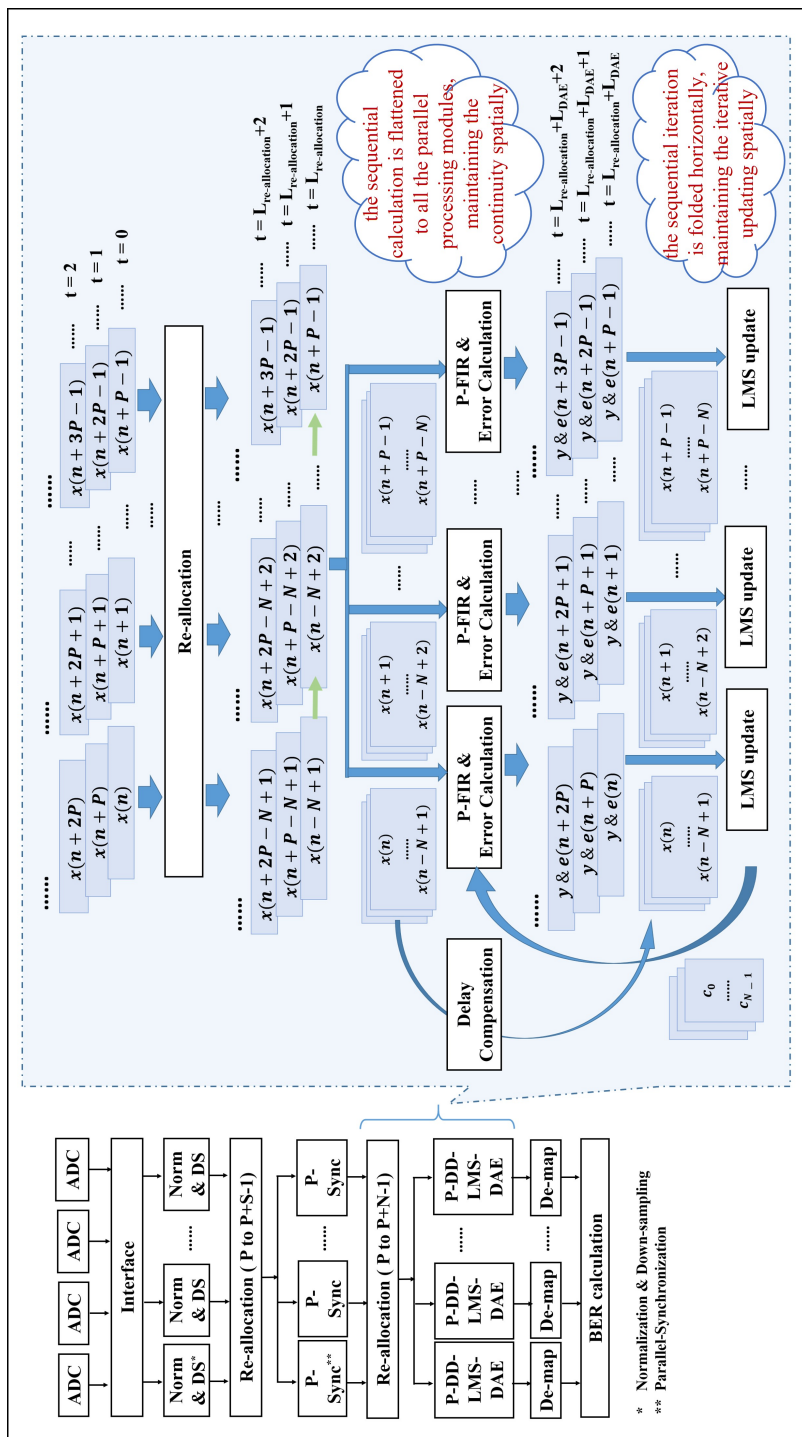 ADC ADC ADC ADC
Interface
Norm & DS* Norm & DS ...... Norm & DS
Re-allocation ( P to P+S-1)
P-Sync** P-Sync ...... P-Sync
Re-allocation ( P to P+N-1)
P-DD-LMS-DAE P-DD-LMS-DAE ...... P-DD-LMS-DAE
De-map De-map ...... De-map
BER calculation
* Normalization & Down-sampling
** Parallel-Synchronization
...... ...... ......
x(n + 2P) x(n + 2P + 1) ...... x(n + 3P − 1) ...... t = 2
x(n + P) x(n + P + 1) ...... x(n + 2P − 1) ...... t = 1
x(n) x(n + 1) ...... x(n + P − 1) ...... t = 0
......
Re-allocation
......
...... ...... ......
x(n + 2P − N + 1) x(n + 2P − N + 2) ...... x(n + 3P − 1) ...... t = L re-allocation+2
x(n + P − N + 1) x(n + P − N + 2) ...... x(n + 2P − 1) ...... t = L re-allocation+1
x(n − N + 1) x(n − N + 2) ...... x(n + P − 1) ...... t = L re-allocation
the sequential
calculation is flattened
to all the parallel
processing modules,
maintaining the
continuity spatially
x(n) x(n + 1) x(n + P − 1)
...... ...... ...... ......
x(n − N + 1) x(n − N + 2) x(n + P − N)
Delay Compensation
P-FIR & Error Calculation P-FIR & Error Calculation ...... P-FIR & Error Calculation
......
...... ...... ......
y & e(n + 2P) y & e(n + 2P + 1) ...... y & e(n + 3P − 1) ...... t = L re-allocation+L DAE+2
y & e(n + P) y & e(n + P + 1) ...... y & e(n + 2P − 1) ...... t = L re-allocation+L DAE+1
y & e(n) y & e(n + 1) ...... y & e(n + P − 1) ...... t = L re-allocation+L DAE
the sequential iteration
is folded horizontally,
maintaining the iterative
updating spatially
x(n) x(n + 1) x(n + P − 1)
...... ...... ...... ......
x(n − N + 1) x(n − N + 2) x(n + P − N)
c0
......
cN_1
LMS update LMS update ...... LMS update